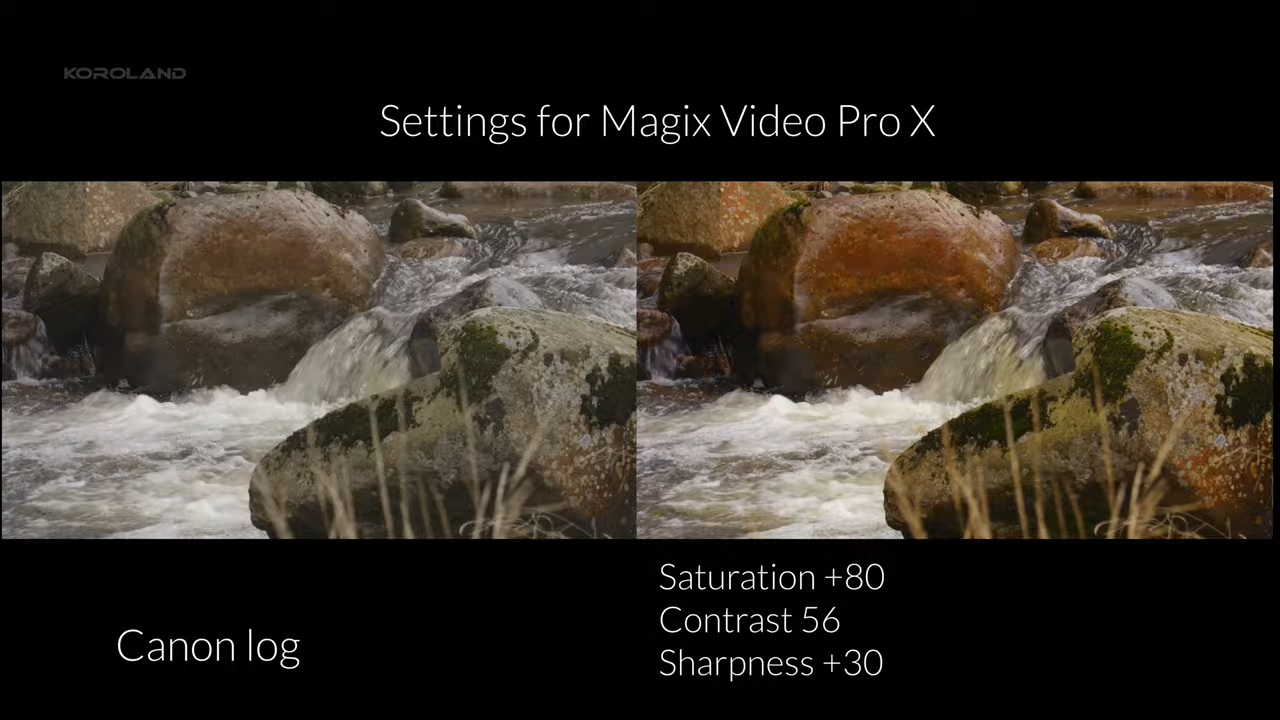 KOROLAND
Settings for Magix Video Pro X
Canon log
Saturation +80
Contrast 56
Sharpness +30